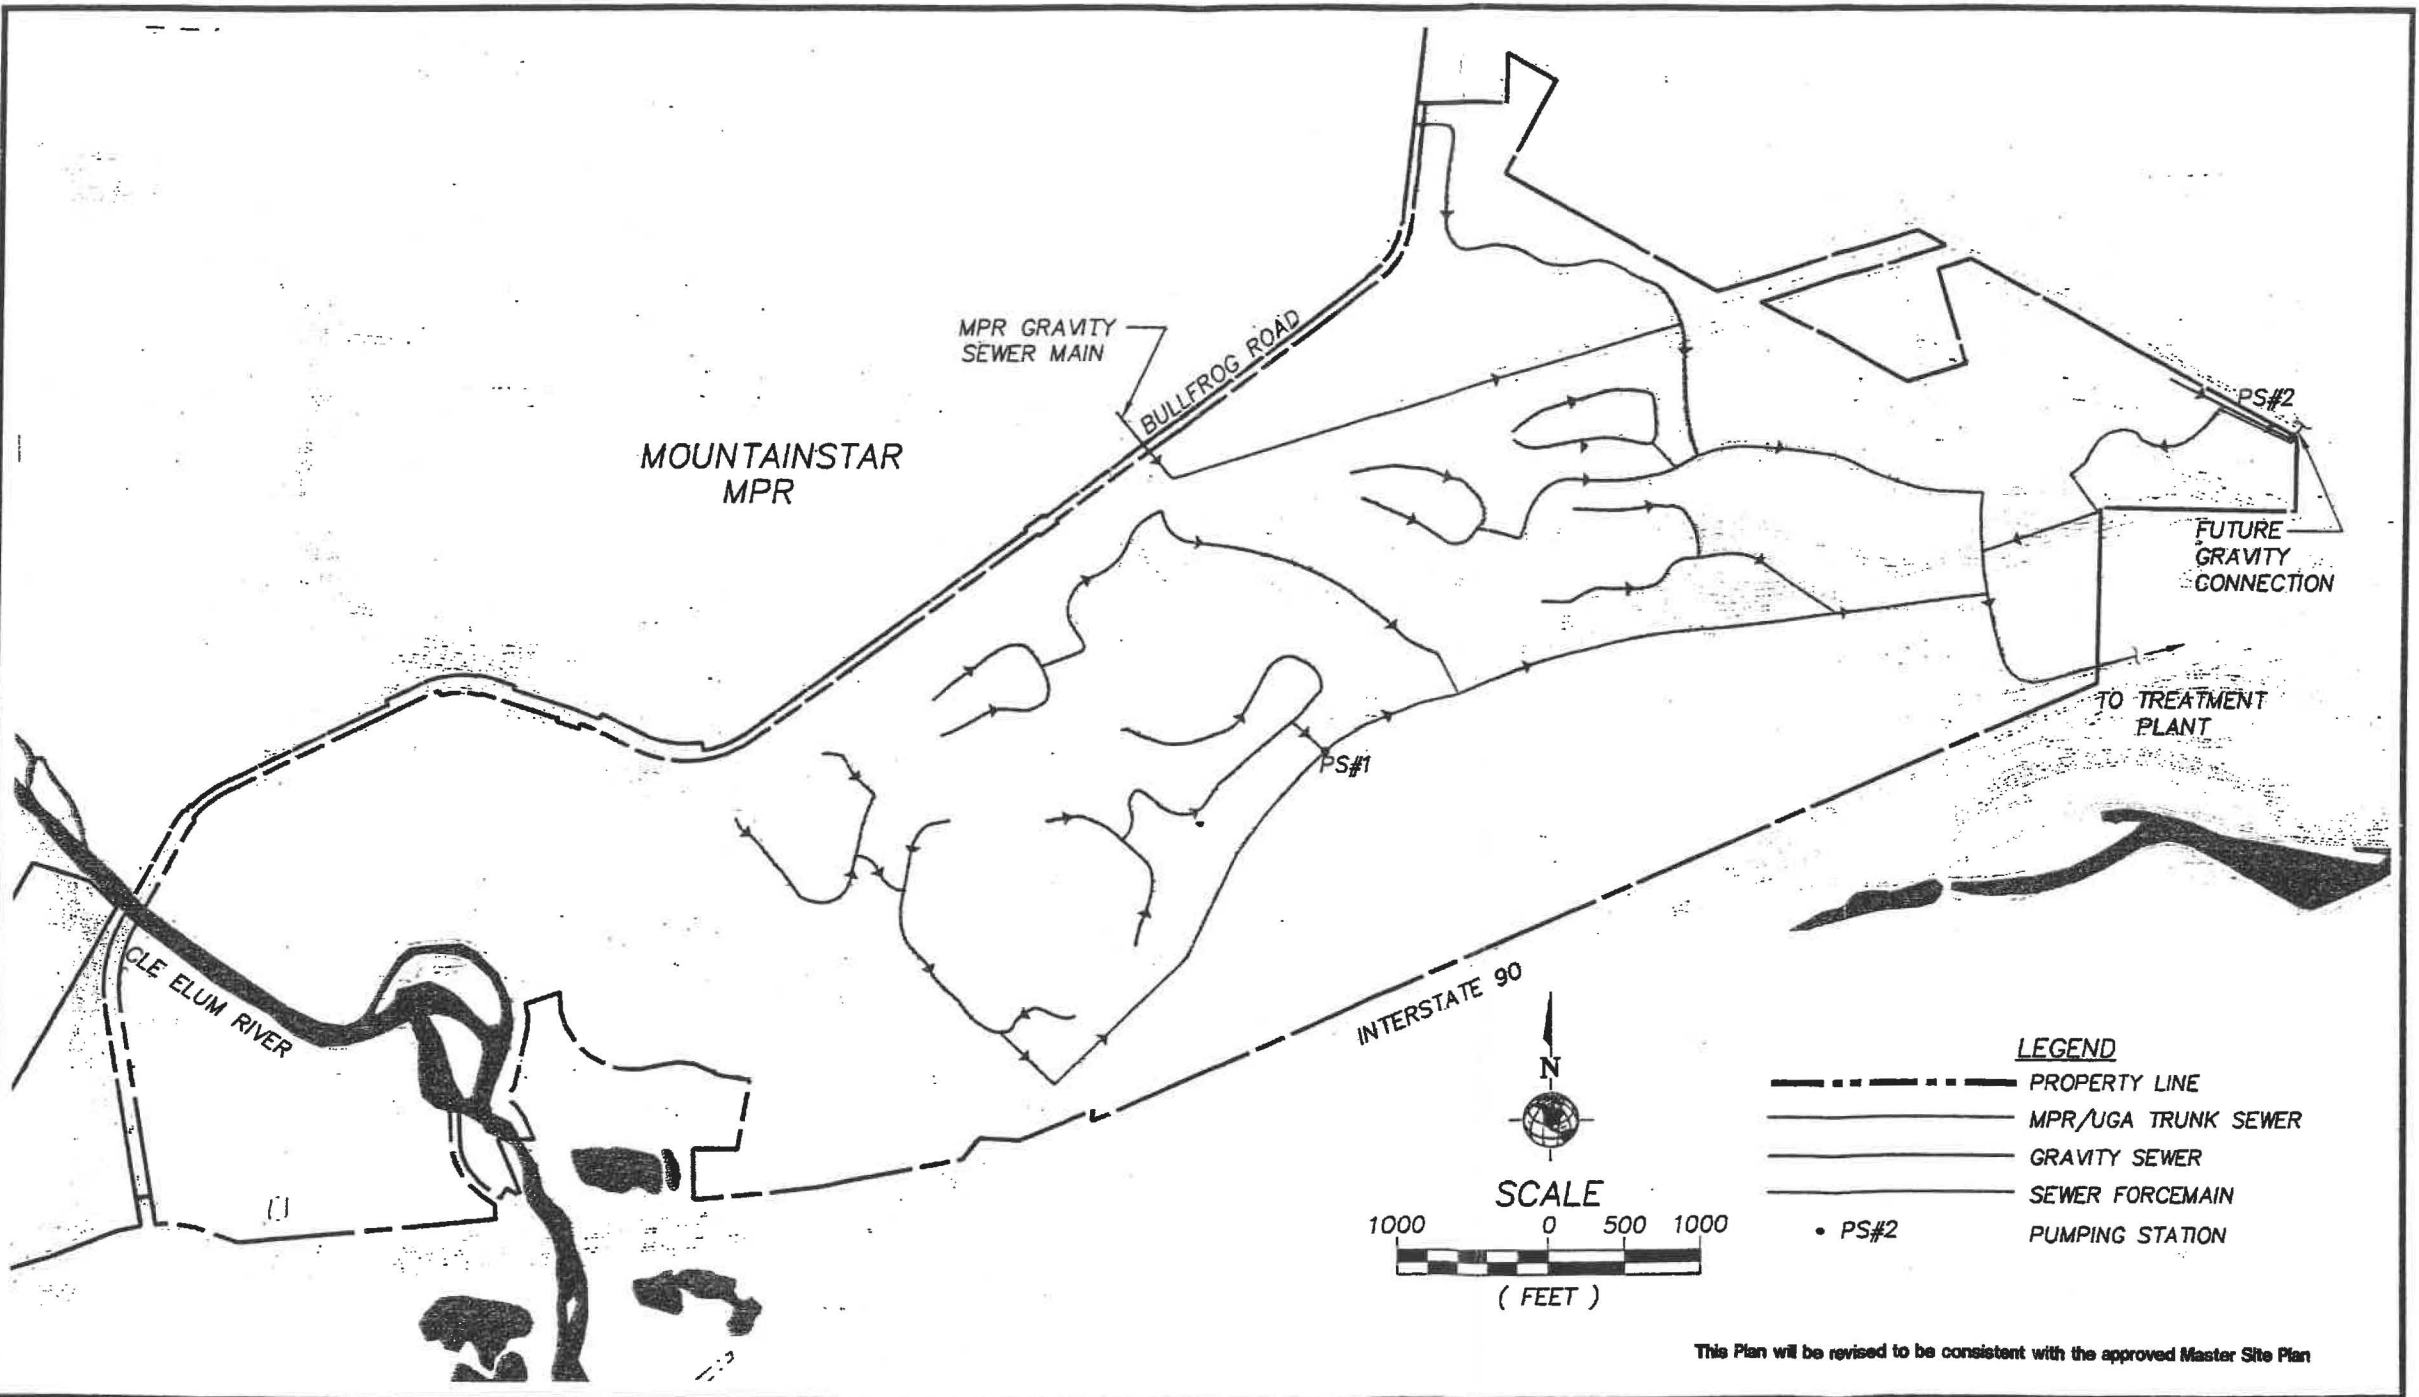 MPR GRAVITY
SEWER MAIN
BULLFROG ROAD
MOUNTAINSTAR
MPR
PS#2
FUTURE
GRAVITY
CONNECTION
TO TREATMENT
PLANT
PS#1
CLE ELUM RIVER
INTERSTATE 90
N
SCALE
1000 0 500 1000
( FEET )
LEGEND
PROPERTY LINE
MPR/UGA TRUNK SEWER
GRAVITY SEWER
SEWER FORCEMAIN
• PS#2 PUMPING STATION
This Plan will be revised to be consistent with the approved Master Site Plan